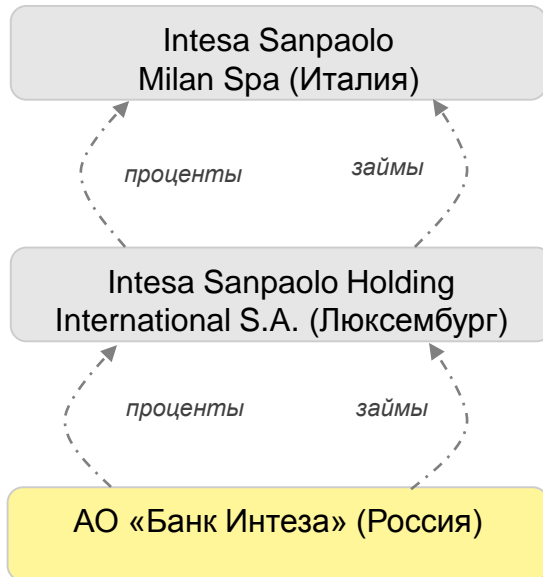 Intesa Sanpaolo
Milan Spa (Италия)
проценты
займы
Intesa Sanpaolo Holding
International S.A. (Люксембург)
проценты
займы
АО «Банк Интеза» (Россия)